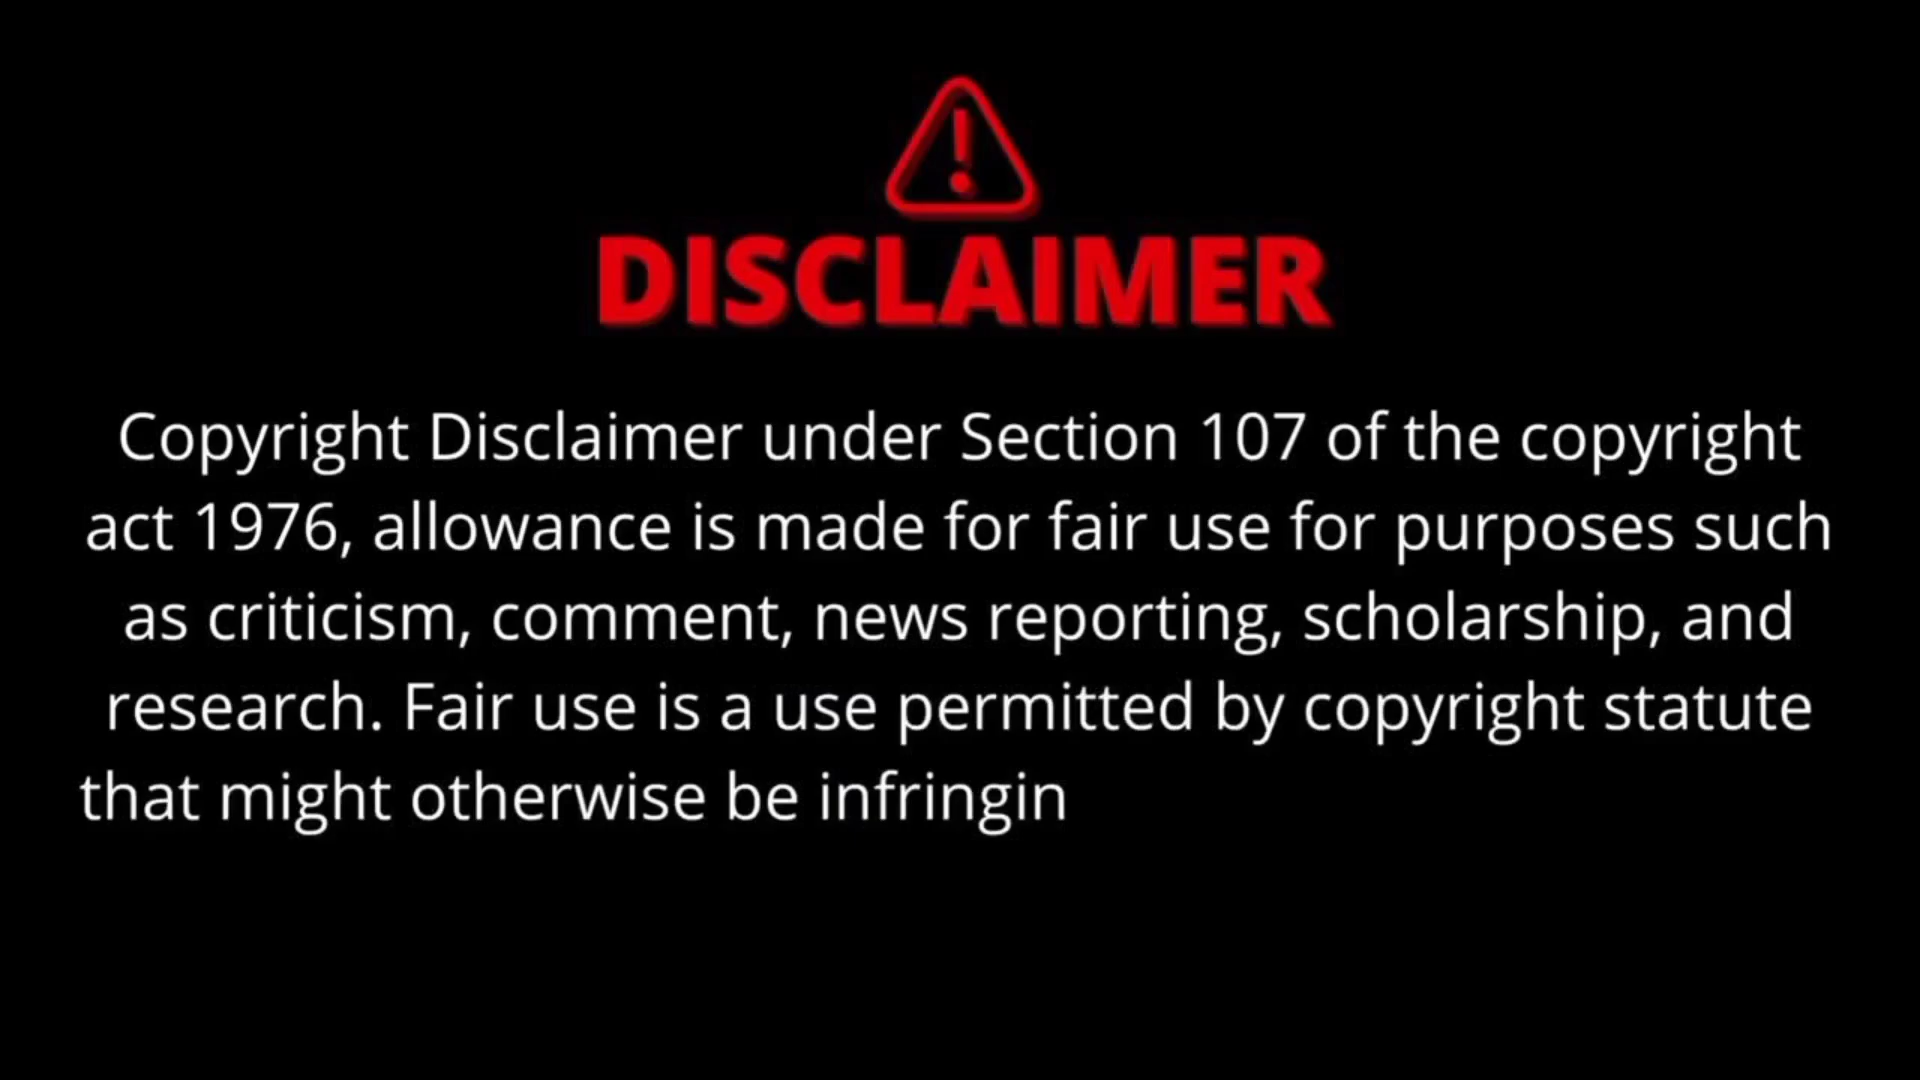 DISCLAIMER
Copyright Disclaimer under Section 107 of the copyright
act 1976, allowance is made for fair use for purposes such
as criticism, comment, news reporting, scholarship, and
research. Fair use is a use permitted by copyright statute
that might otherwise be infringin